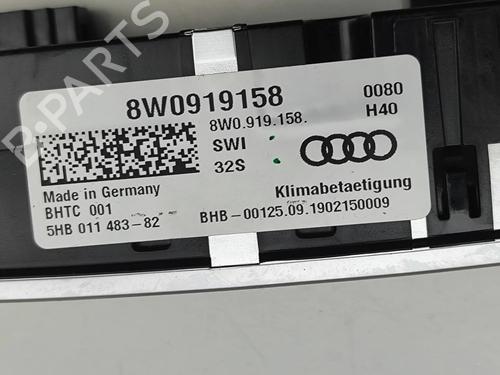 B-PARTS
8W0919158
0080
8W0.919.158.
H40
SWI
32S
Made in Germany
Klimabetaetigung
BHTC 001
5HB 011 483-82
BHB-00125.09.1902150009